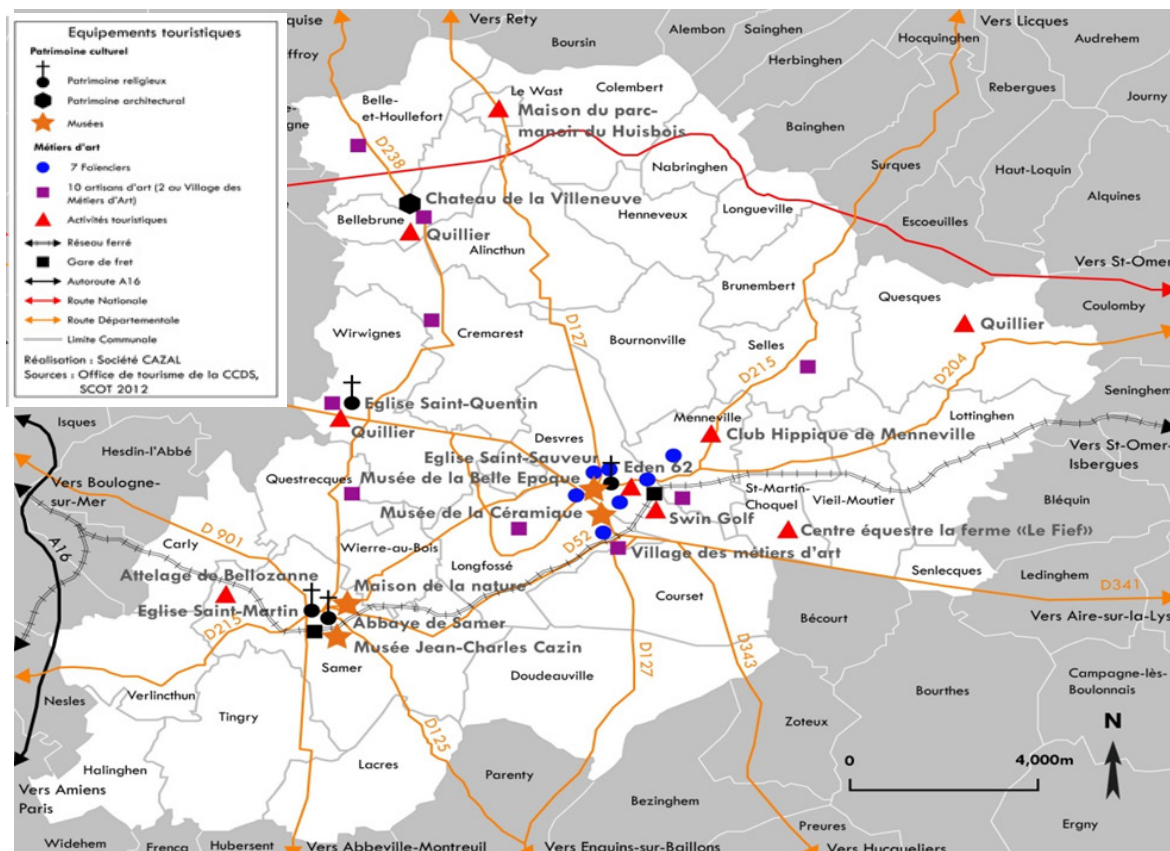 Equipements touristiques
Patrimoine culturel
Patrimoine religieux
Patrimoine architectural
Musées
Métiers d'art
7 Faïenciers
10 artisans d'art (2 au Village des
Métiers d'Art)
Activités touristiques
Réseau ferré
Gare de fret
Autoroute A16
Route Nationale
Route Départementale
Limite Communale
Réalisation : Société CAZAL
Sources : Office de tourisme de la CCDS,
SCOT 2012
Vers Rety
Boursin
Alembon
Sainghen
Herbinghen
Hocquinghen
Vers Licques
Audrehem
Rebergues
Journy
Bainghen
Surques
Haut-Loquin
Alquines
Escoeuilles
Vers St-Omer
Coulomby
Seninghem
Vers St-Omer-
Isbergues
Bléquin
Ledinghem
D341
Vers Aire-sur-la-Lys
Belle-
et-Houllefort
Le Wast
Colembert
Maison du parc-
manoir du Huisbois
D238
Nabringhen
Chateau de la Villeneuve
Bellebrune
Quillier
Alincthun
Henneveux
Longueville
Brunembert
Quesques
Quillier
Wirwignes
Cremarest
D127
Bournonville
Selles
D215
D204
Lottinghen
Eglise Saint-Quentin
Quillier
Menneville
Club Hippique de Menneville
Desvres
Eglise Saint-Sauveur
Eden 62
Musée de la Belle Epoque
Musée de la Céramique
Swin Golf
St-Martin-
Choquel
Vieil-Moutier
Centre équestre la ferme «Le Fief»
Village des métiers d'art
D52
Senlecques
Isques
Hesdin-l'Abbé
Vers Boulogne-
sur-Mer
A16
D 901
Carly
Questrecques
Wierre-au-Bois
Longfossé
Attelage de Bellozanne
Maison de la nature
Eglise Saint-Martin
Abbaye de Samer
Musée Jean-Charles Cazin
D215
Samer
Courset
D127
D343
Doudeauville
Bécourt
Bourthes
Campagne-lès-
Boulonnais
Nesles
Verlincthun
Tingry
D125
Lacres
Halinghen
Vers Amiens
Paris
Parenty
Zoteux
N
0
4,000m
Bezinghem
Preures
Ergny
Widehem
Frencq
Hubersent
Vers Abbeville-Montreuil
Vers Enquins-sur-Baillons
Vers Hucqueliers